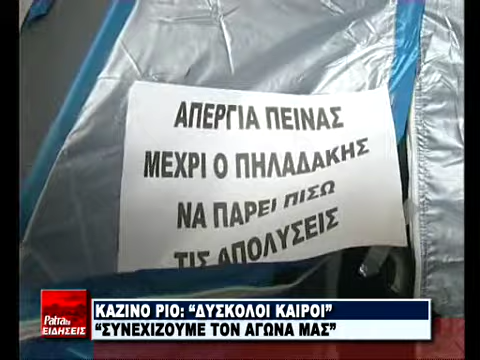 ΑΠΕΡΓΙΑ ΠΕΙΝΑΣ
ΜΕΧΡΙ Ο ΠΗΛΑΔΑΚΗΣ
ΝΑ ΠΑΡΕΙ ΠΙΣΩ
ΤΙΣ ΑΠΟΛΥΣΕΙΣ
ΚΑΖΙΝΟ ΡΙΟ: “ΔΥΣΚΟΛΟΙ ΚΑΙΡΟΙ”
“ΣΥΝΕΧΙΖΟΥΜΕ ΤΟΝ ΑΓΩΝΑ ΜΑΣ”
Patra tv
ΕΙΔΗΣΕΙΣ